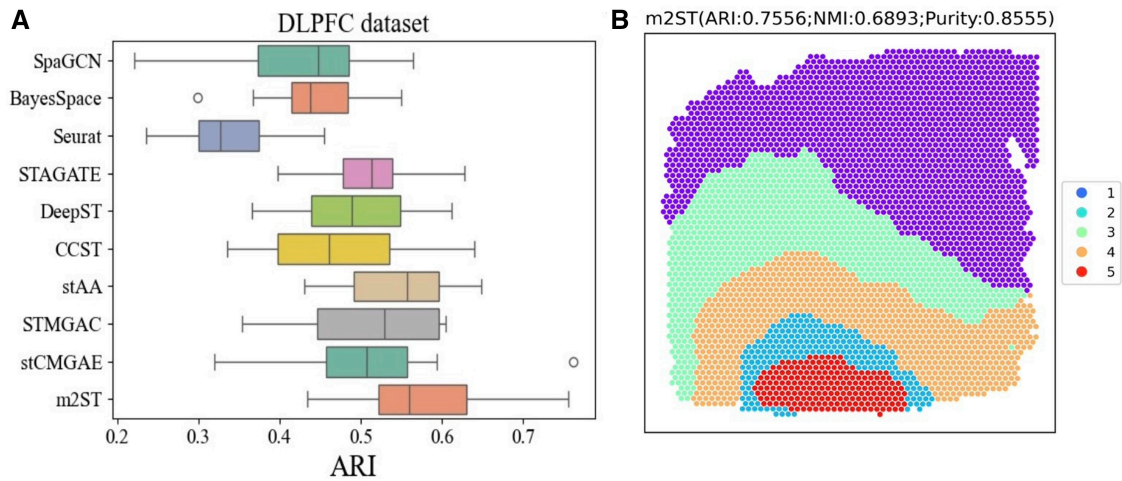 A
DLPFC dataset
SpaGCN
BayesSpace
Seurat
STAGATE
DeepST
CCST
stAA
STMGAC
stCMGAE
m2ST
0.2 0.3 0.4 0.5 0.6 0.7
ARI
B
m2ST(ARI:0.7556;NMI:0.6893;Purity:0.8555)
1
2
3
4
5